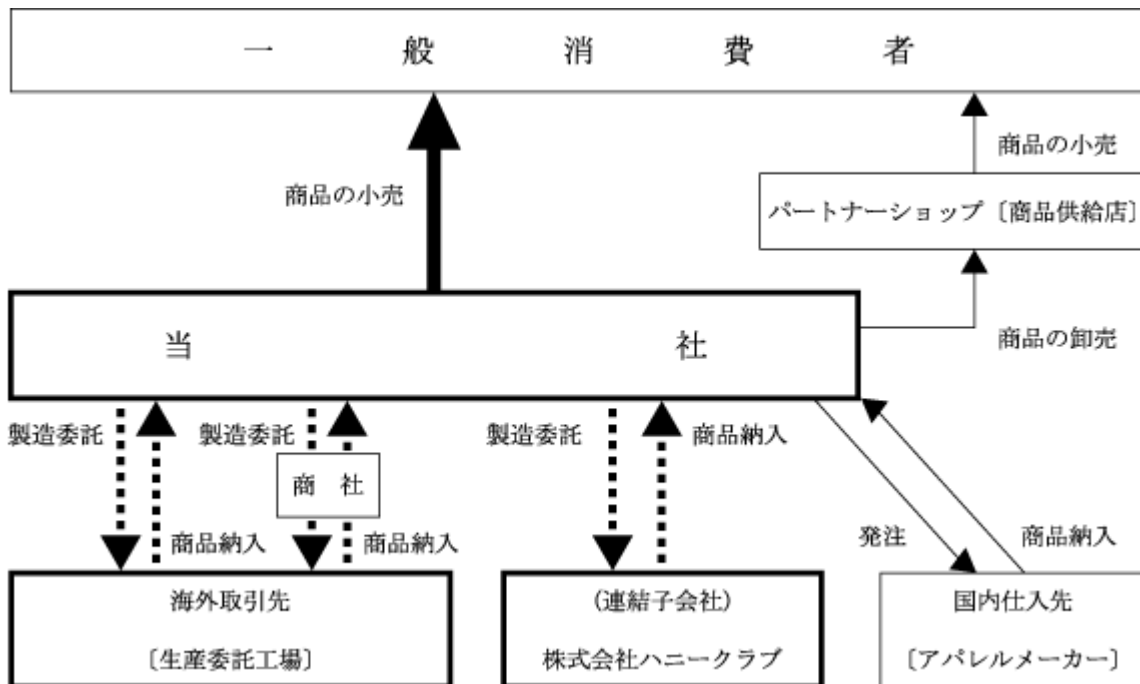 一般消費者
商品の小売
商品の小売
パートナーショップ〔商品供給店〕
当社
商品の卸売
製造委託
製造委託
製造委託
商品納入
商社
商品納入
商品納入
発注
商品納入
海外取引先
〔生産委託工場〕
(連結子会社)
株式会社ハニークラブ
国内仕入先
〔アパレルメーカー〕